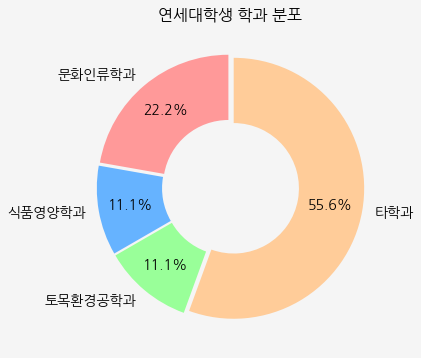 연세대학생 학과 분포
문화인류학과
22.2%
식품영양학과
11.1%
토목환경공학과
11.1%
타학과
55.6%